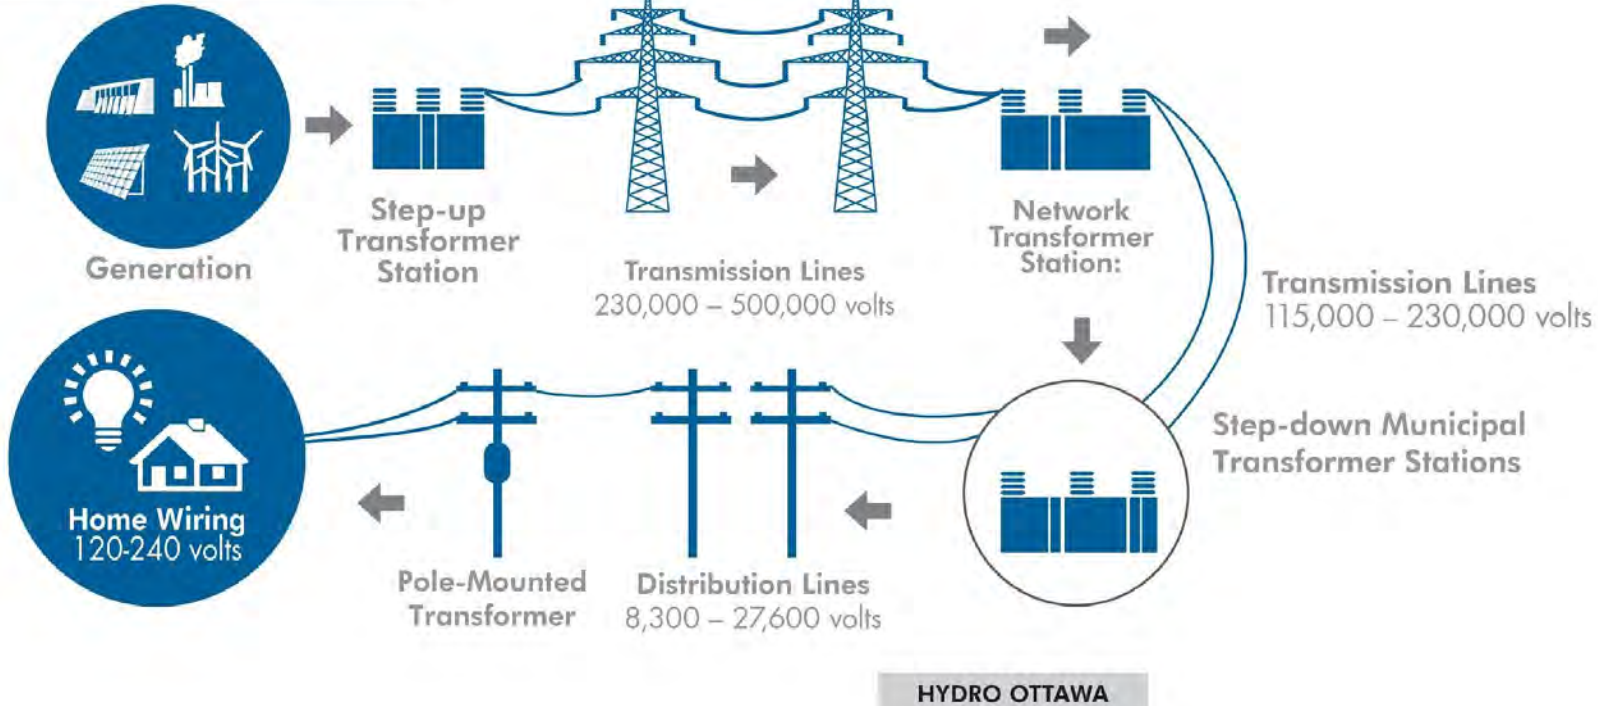 Generation
Step-up
Transformer
Station
Transmission Lines
230,000 – 500,000 volts
Network
Transformer
Station:
Transmission Lines
115,000 – 230,000 volts
Step-down Municipal
Transformer Stations
Distribution Lines
8,300 – 27,600 volts
Pole-Mounted
Transformer
Home Wiring
120-240 volts
HYDRO OTTAWA